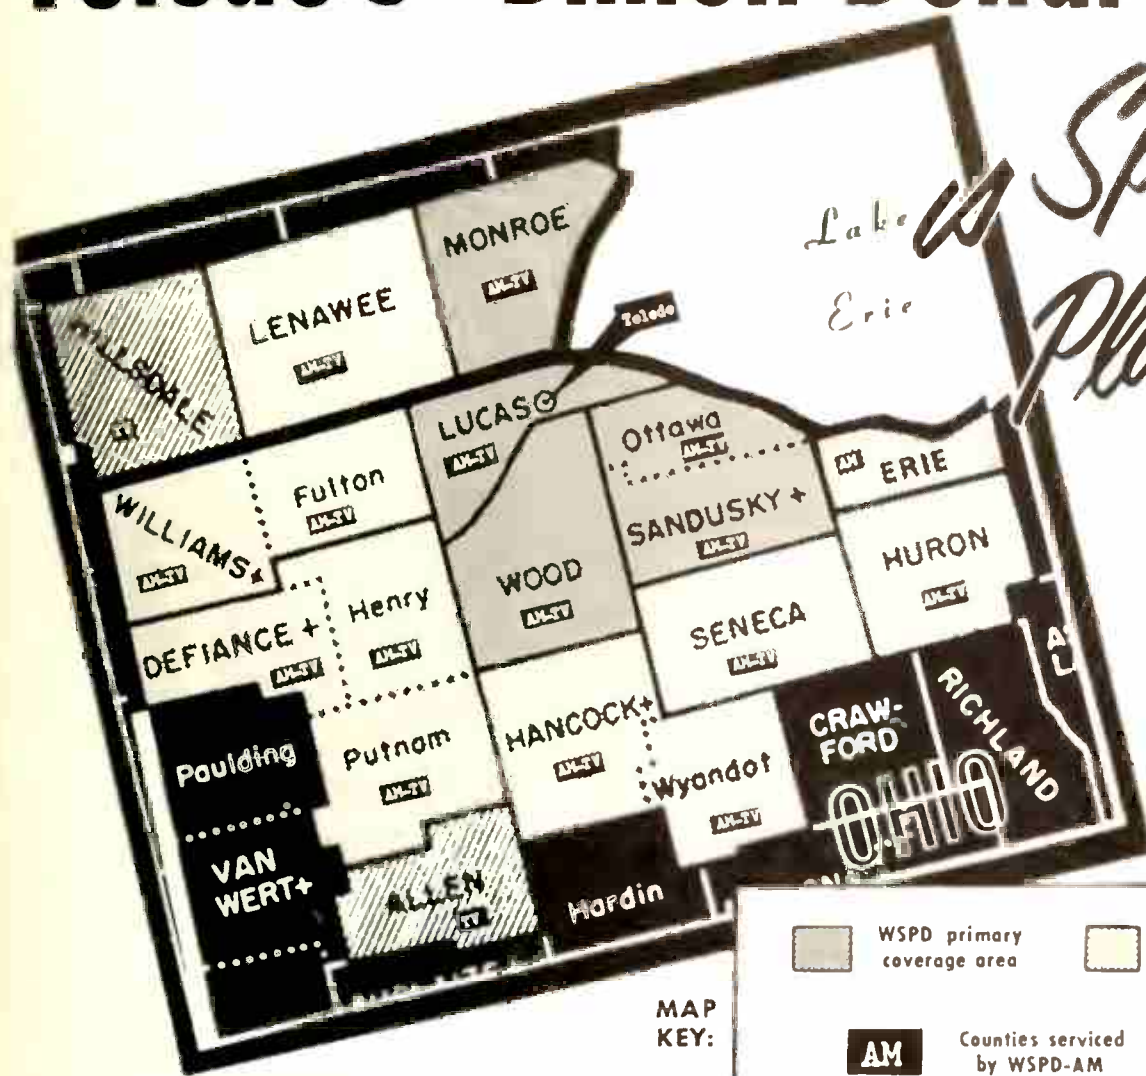 Lake
Erie
is
MONROE
AM-TV
LENAWEE
AM-TV
HILLSDALE
TV
Toledo
LUCAS
AM-TV
Ottawa
AM-TV
AM
ERIE
Fulton
AM-TV
WILLIAMS+
AM-TV
SANDUSKY +
AM-TV
HURON
AM-TV
WOOD
AM-TV
Henry
AM-TV
DEFIANCE +
AM-TV
SENECA
AM-TV
HANCOCK+
AM-TV
Wyandot
AM-TV
CRAW-
FORD
RICHLAND
OHIO
Paulding
Putnam
AM-TV
VAN
WERT+
ALLEN
TV
Hardin
MAP
KEY:
WSPD primary
coverage area
AM
Counties serviced
by WSPD-AM